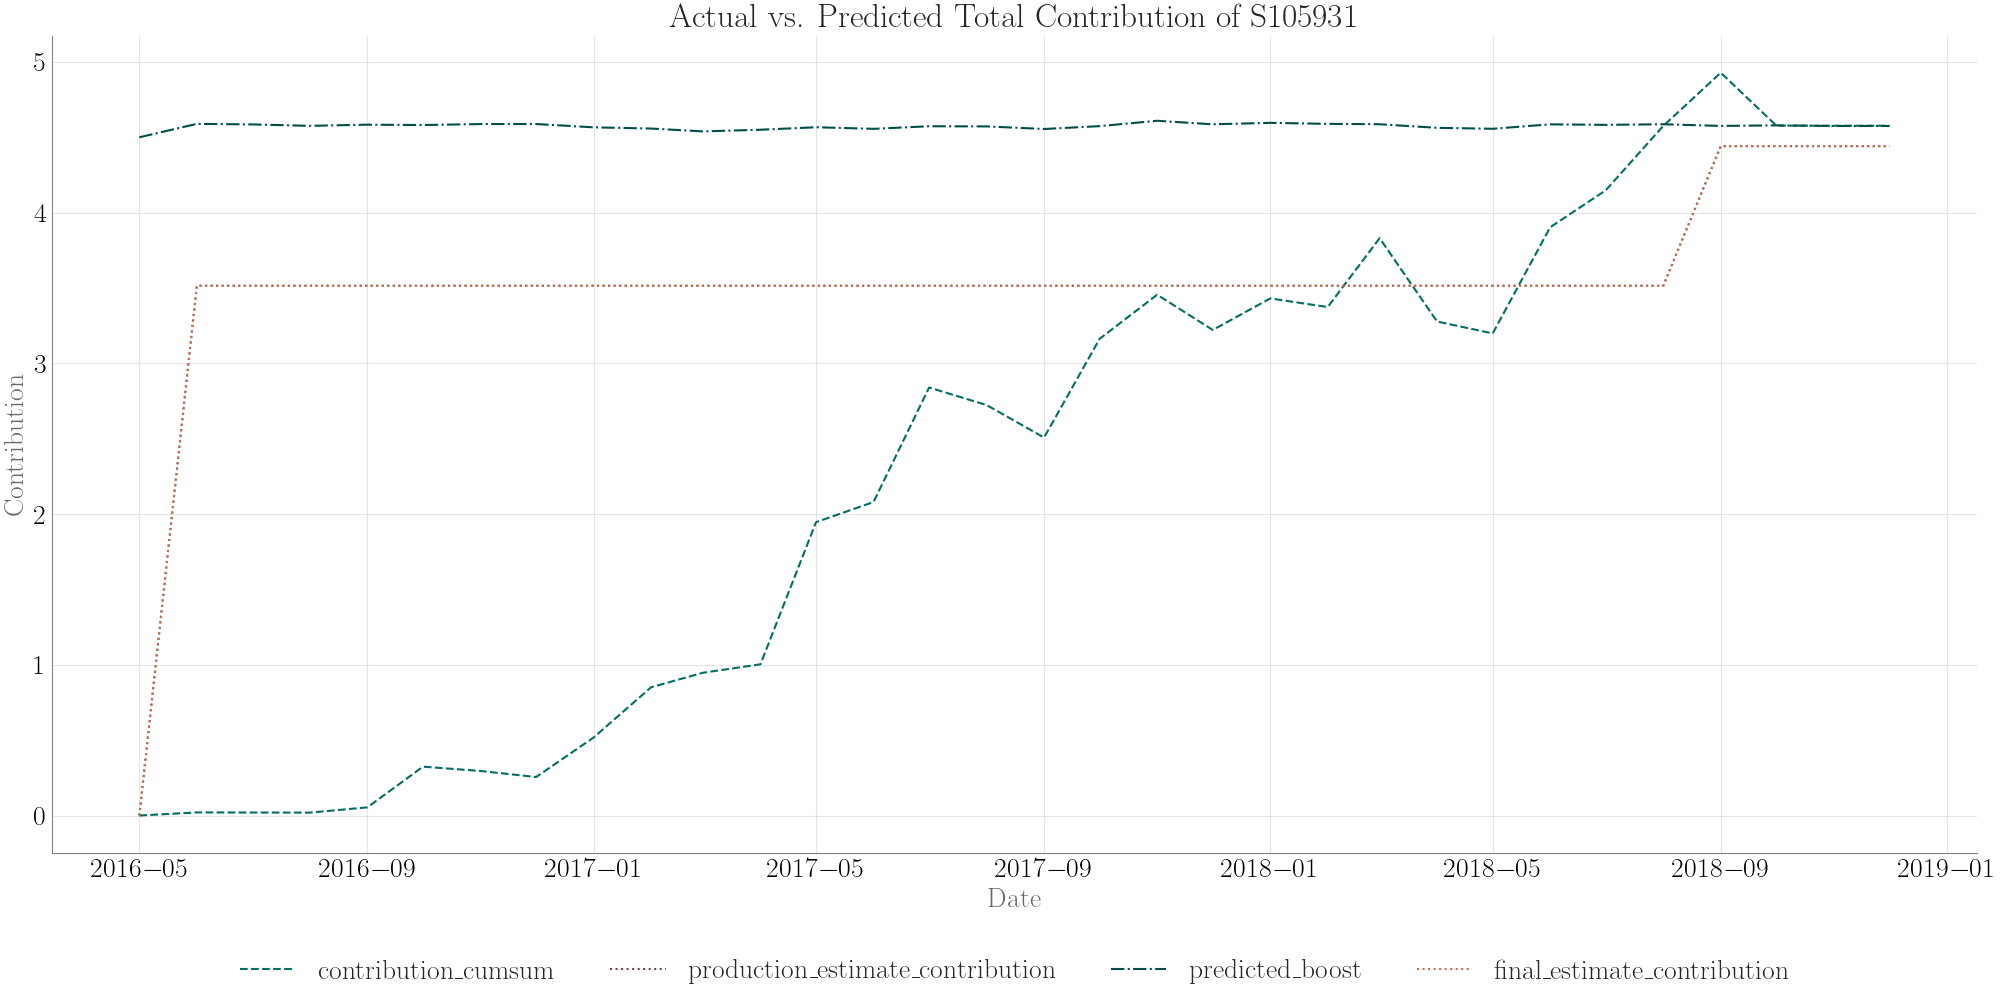 Actual vs. Predicted Total Contribution of S105931
5
4
3
2
1
0
Contribution
2016−05 2016−09 2017−01 2017−05 2017−09 2018−01 2018−05 2018−09 2019−01
Date
contribution_cumsum production_estimate_contribution predicted_boost final_estimate_contribution